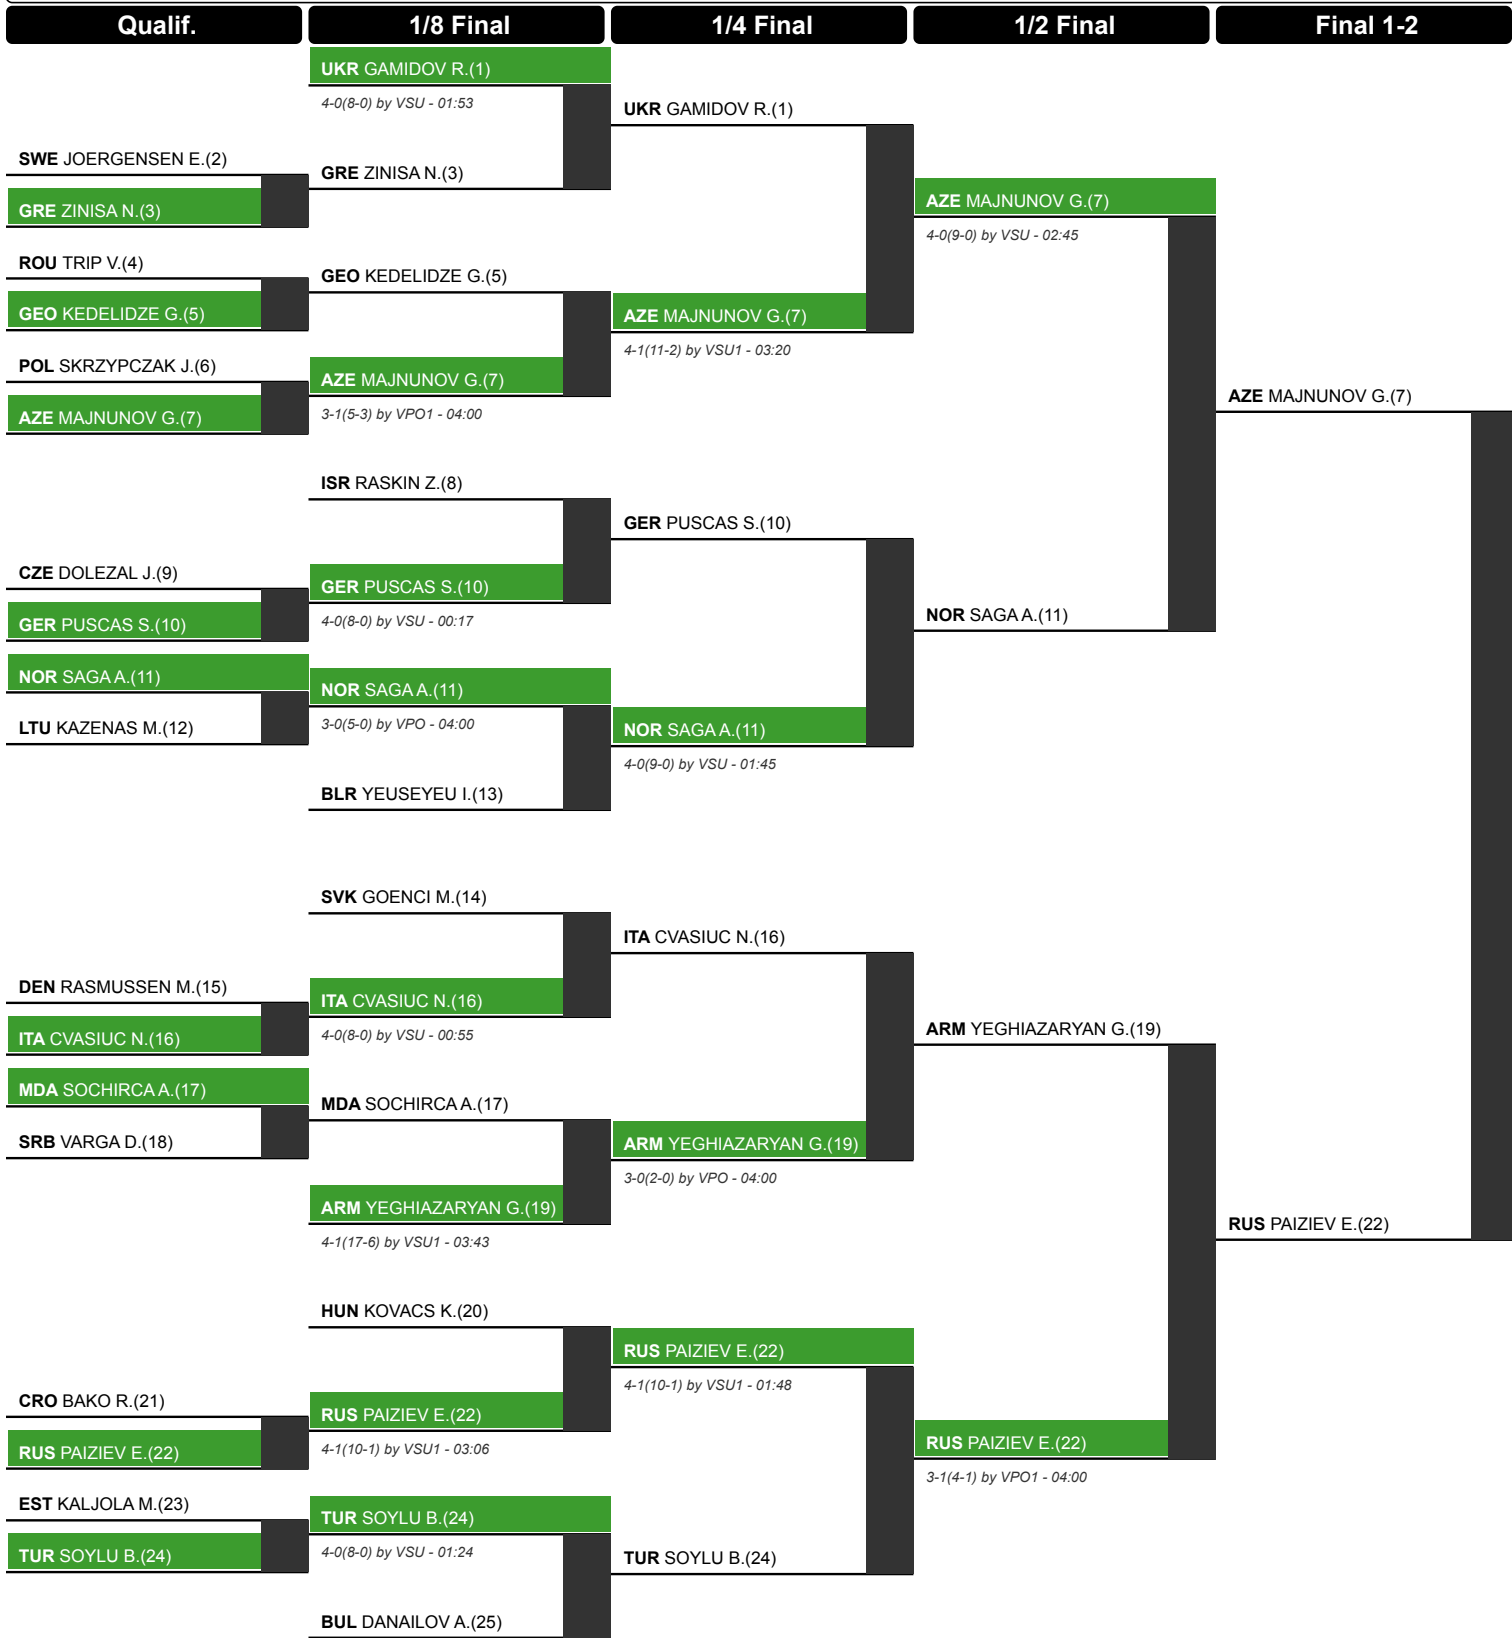 Qualif.
1/8 Final
1/4 Final
1/2 Final
Final 1-2
SWE JOERGENSEN E.(2)
GRE ZINISA N.(3)
ROU TRIP V.(4)
GEO KEDELIDZE G.(5)
POL SKRZYPCZAK J.(6)
AZE MAJNUNOV G.(7)
CZE DOLEZAL J.(9)
GER PUSCAS S.(10)
NOR SAGA A.(11)
LTU KAZENAS M.(12)
DEN RASMUSSEN M.(15)
ITA CVASIUC N.(16)
MDA SOCHIRCA A.(17)
SRB VARGA D.(18)
CRO BAKO R.(21)
RUS PAIZIEV E.(22)
EST KALJOLA M.(23)
TUR SOYLU B.(24)
UKR GAMIDOV R.(1)
4-0(8-0) by VSU - 01:53
GRE ZINISA N.(3)
GEO KEDELIDZE G.(5)
AZE MAJNUNOV G.(7)
3-1(5-3) by VPO1 - 04:00
ISR RASKIN Z.(8)
GER PUSCAS S.(10)
4-0(8-0) by VSU - 00:17
NOR SAGA A.(11)
3-0(5-0) by VPO - 04:00
BLR YEUSEYEU I.(13)
SVK GOENCI M.(14)
ITA CVASIUC N.(16)
4-0(8-0) by VSU - 00:55
MDA SOCHIRCA A.(17)
ARM YEGHIAZARYAN G.(19)
4-1(17-6) by VSU1 - 03:43
HUN KOVACS K.(20)
RUS PAIZIEV E.(22)
4-1(10-1) by VSU1 - 03:06
TUR SOYLU B.(24)
4-0(8-0) by VSU - 01:24
BUL DANAILOV A.(25)
UKR GAMIDOV R.(1)
AZE MAJNUNOV G.(7)
4-1(11-2) by VSU1 - 03:20
GER PUSCAS S.(10)
NOR SAGA A.(11)
4-0(9-0) by VSU - 01:45
ITA CVASIUC N.(16)
ARM YEGHIAZARYAN G.(19)
3-0(2-0) by VPO - 04:00
RUS PAIZIEV E.(22)
4-1(10-1) by VSU1 - 01:48
TUR SOYLU B.(24)
AZE MAJNUNOV G.(7)
4-0(9-0) by VSU - 02:45
NOR SAGA A.(11)
ARM YEGHIAZARYAN G.(19)
RUS PAIZIEV E.(22)
3-1(4-1) by VPO1 - 04:00
AZE MAJNUNOV G.(7)
RUS PAIZIEV E.(22)